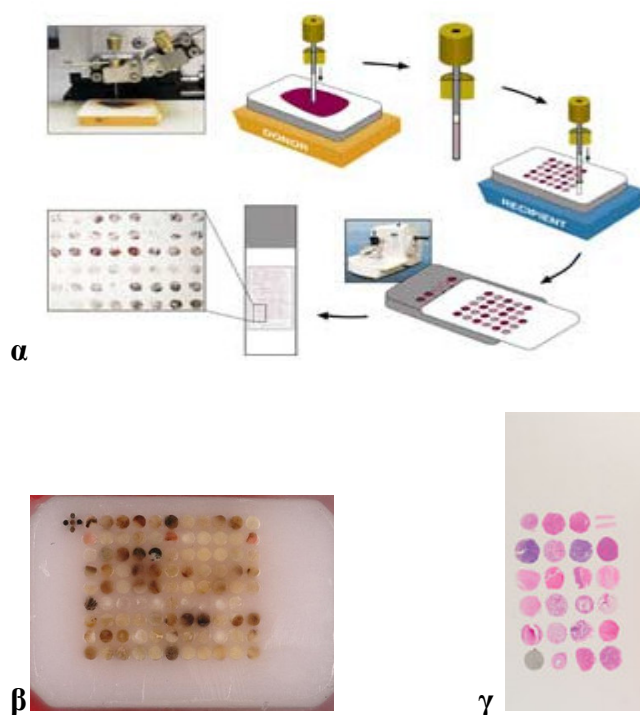 DONOR
RECIPIENT
α
β
γ